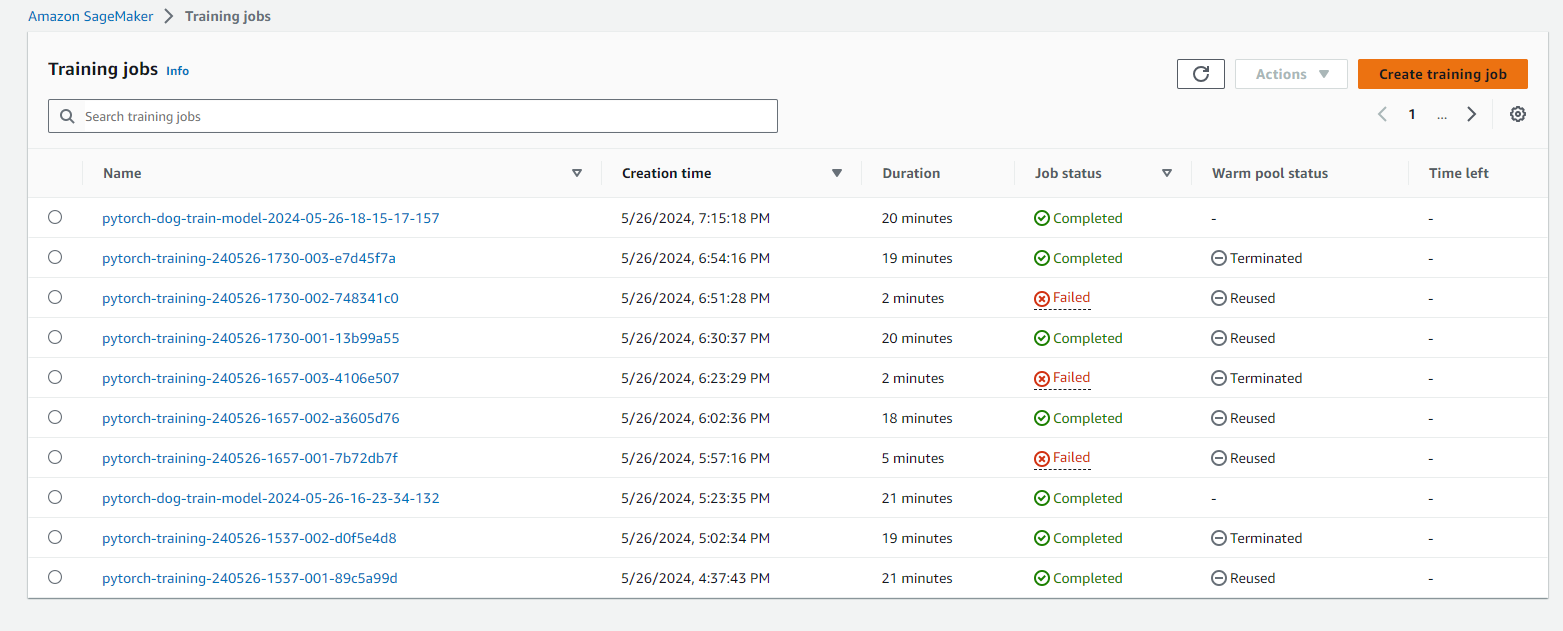 Amazon SageMaker > Training jobs
Training jobs Info
Actions Create training job
Search training jobs
1 ...
Name Creation time Duration Job status Warm pool status Time left
pytorch-dog-train-model-2024-05-26-18-15-17-157 5/26/2024, 7:15:18 PM 20 minutes Completed - -
pytorch-training-240526-1730-003-e7d45f7a 5/26/2024, 6:54:16 PM 19 minutes Completed Terminated -
pytorch-training-240526-1730-002-748341c0 5/26/2024, 6:51:28 PM 2 minutes Failed Reused -
pytorch-training-240526-1730-001-13b99a55 5/26/2024, 6:30:37 PM 20 minutes Completed Reused -
pytorch-training-240526-1657-003-4106e507 5/26/2024, 6:23:29 PM 2 minutes Failed Terminated -
pytorch-training-240526-1657-002-a3605d76 5/26/2024, 6:02:36 PM 18 minutes Completed Reused -
pytorch-training-240526-1657-001-7b72db7f 5/26/2024, 5:57:16 PM 5 minutes Failed Reused -
pytorch-dog-train-model-2024-05-26-16-23-34-132 5/26/2024, 5:23:35 PM 21 minutes Completed - -
pytorch-training-240526-1537-002-d0f5e4d8 5/26/2024, 5:02:34 PM 19 minutes Completed Terminated -
pytorch-training-240526-1537-001-89c5a99d 5/26/2024, 4:37:43 PM 21 minutes Completed Reused -